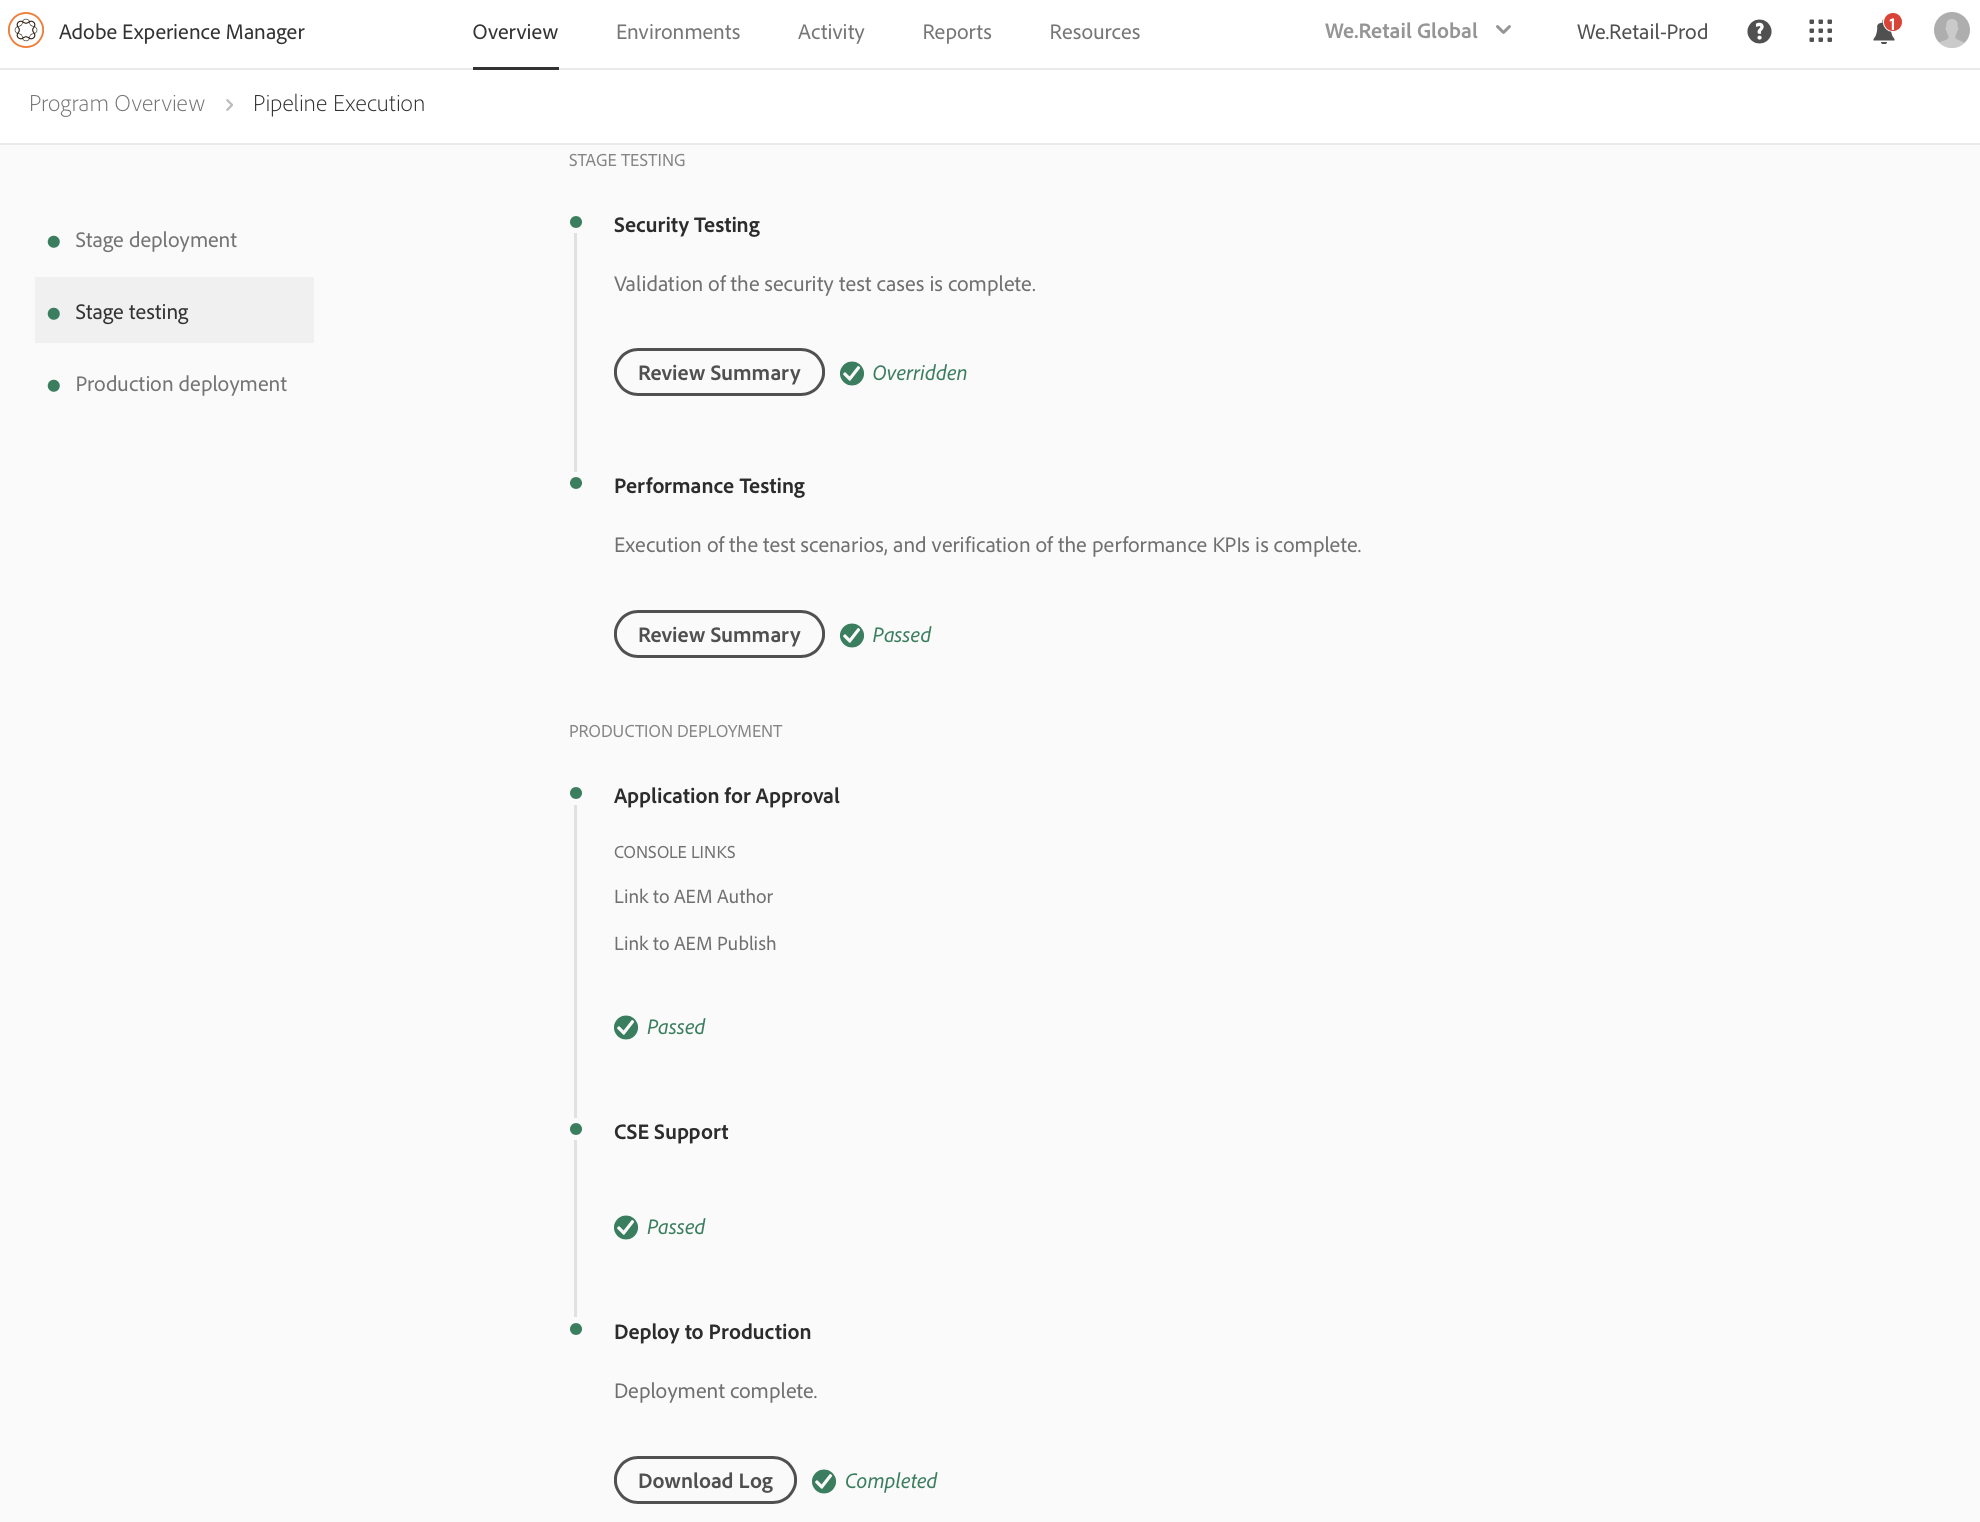 Adobe Experience Manager
Overview
Environments
Activity
Reports
Resources
We.Retail Global
We.Retail-Prod
?
1
Program Overview > Pipeline Execution
Stage deployment
Stage testing
Production deployment
STAGE TESTING
Security Testing
Validation of the security test cases is complete.
Review Summary
Overridden
Performance Testing
Execution of the test scenarios, and verification of the performance KPIs is complete.
Review Summary
Passed
PRODUCTION DEPLOYMENT
Application for Approval
CONSOLE LINKS
Link to AEM Author
Link to AEM Publish
Passed
CSE Support
Passed
Deploy to Production
Deployment complete.
Download Log
Completed